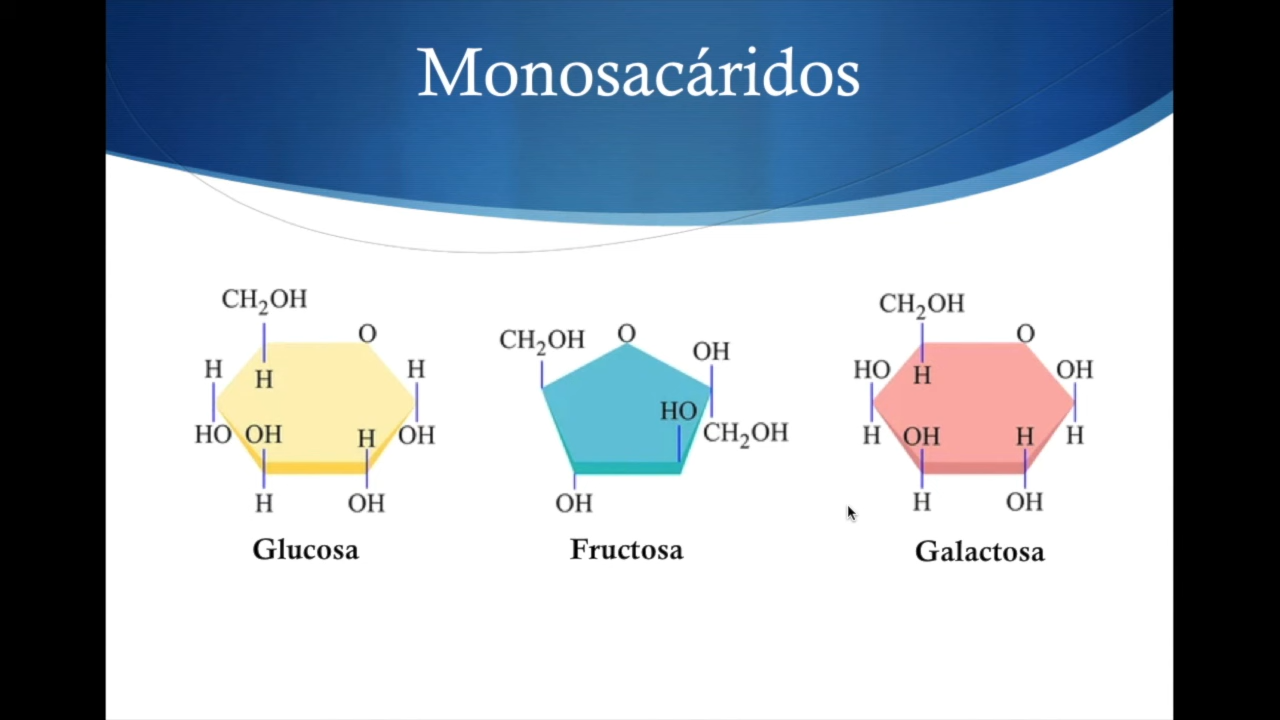 Monosacáridos
CH₂OH
O
H
H
H
HO
OH
H
OH
H
OH
Glucosa
CH₂OH
O
OH
HO
CH₂OH
OH
Fructosa
CH₂OH
O
HO
H
OH
H
OH
H
H
H
OH
Galactosa